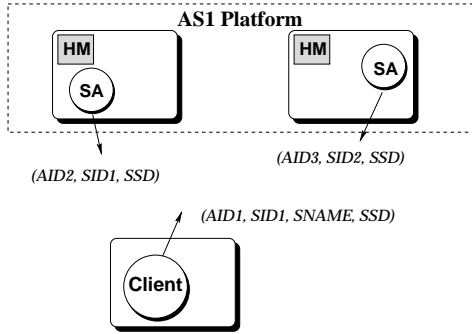 AS1 Platform
HM
HM
SA
SA
(AID2, SID1, SSD)
(AID3, SID2, SSD)
(AID1, SID1, SNAME, SSD)
Client